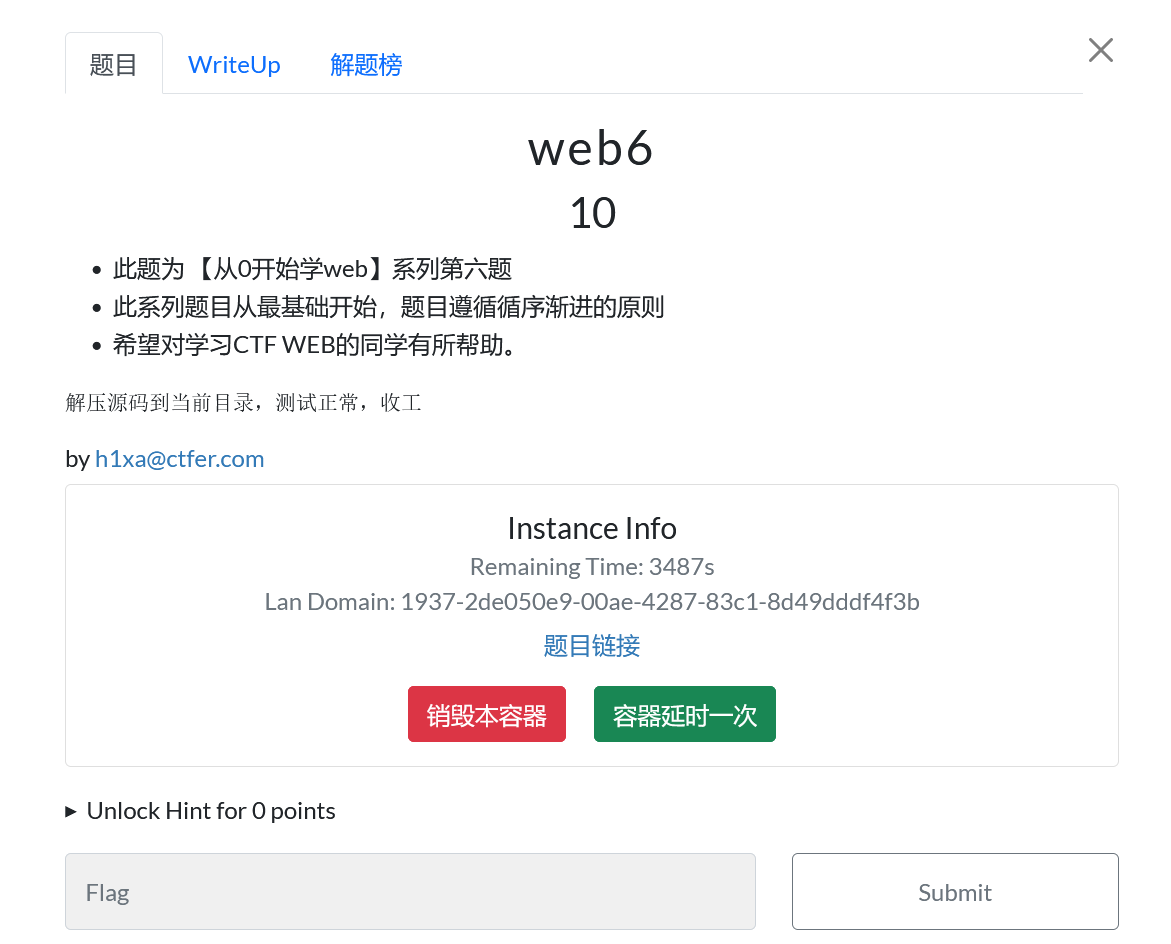 题目 WriteUp 解题榜
web6
10
此题为 【从0开始学web】系列第六题
此系列题目从最基础开始，题目遵循循序渐进的原则
希望对学习CTF WEB的同学有所帮助。
解压源码到当前目录，测试正常，收工
by h1xa@ctfer.com
Instance Info
Remaining Time: 3487s
Lan Domain: 1937-2de050e9-00ae-4287-83c1-8d49dddf4f3b
题目链接
销毁本容器 容器延时一次
Unlock Hint for 0 points
Flag Submit